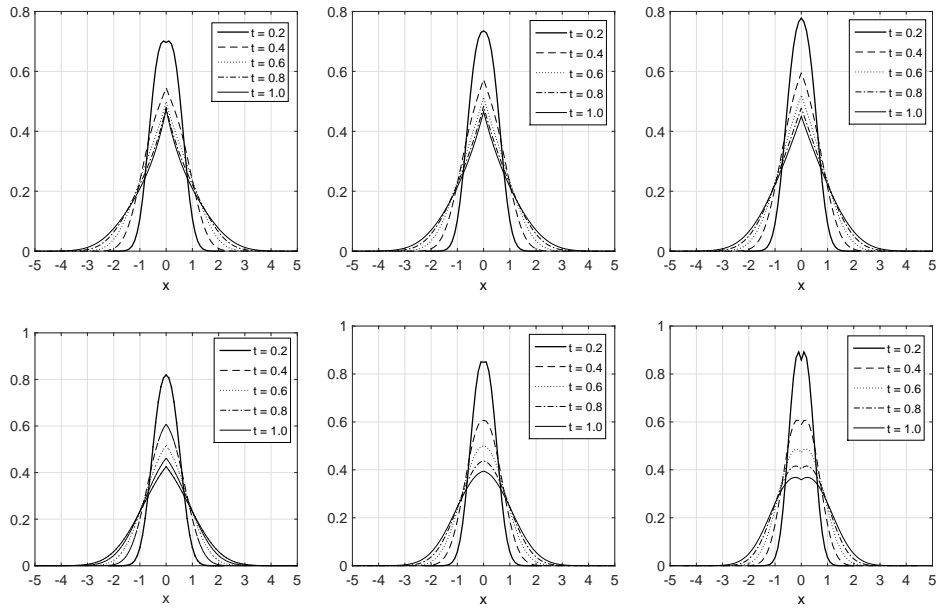 0.8
0.6
0.4
0.2
0
-5 -4 -3 -2 -1 0 1 2 3 4 5
x
t = 0.2
t = 0.4
t = 0.6
t = 0.8
t = 1.0
0.8
0.6
0.4
0.2
0
-5 -4 -3 -2 -1 0 1 2 3 4 5
x
t = 0.2
t = 0.4
t = 0.6
t = 0.8
t = 1.0
0.8
0.6
0.4
0.2
0
-5 -4 -3 -2 -1 0 1 2 3 4 5
x
t = 0.2
t = 0.4
t = 0.6
t = 0.8
t = 1.0
1
0.8
0.6
0.4
0.2
0
-5 -4 -3 -2 -1 0 1 2 3 4 5
x
t = 0.2
t = 0.4
t = 0.6
t = 0.8
t = 1.0
1
0.8
0.6
0.4
0.2
0
-5 -4 -3 -2 -1 0 1 2 3 4 5
x
t = 0.2
t = 0.4
t = 0.6
t = 0.8
t = 1.0
1
0.8
0.6
0.4
0.2
0
-5 -4 -3 -2 -1 0 1 2 3 4 5
x
t = 0.2
t = 0.4
t = 0.6
t = 0.8
t = 1.0